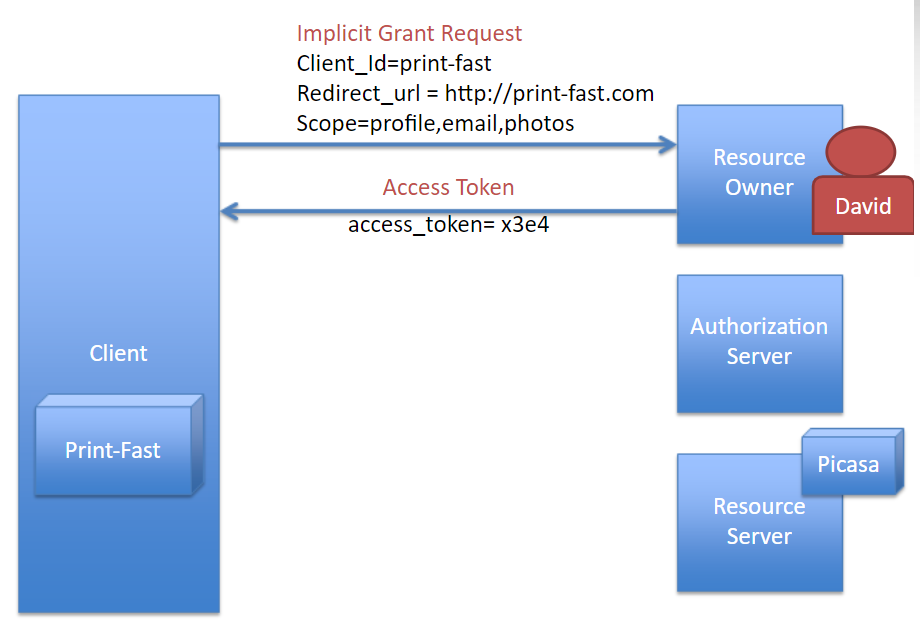 Implicit Grant Request
Client_Id=print-fast
Redirect_url = http://print-fast.com
Scope=profile,email,photos
Resource
Owner
David
Access Token
access_token= x3e4
Authorization
Server
Client
Print-Fast
Picasa
Resource
Server